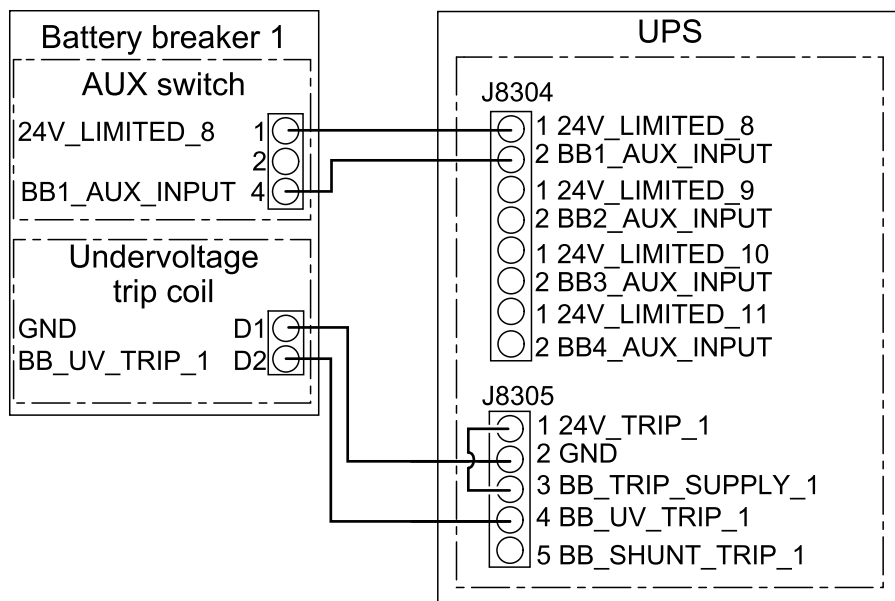 Battery breaker 1
AUX switch
24V_LIMITED_8 1
2
BB1_AUX_INPUT 4
Undervoltage
trip coil
GND D1
BB_UV_TRIP_1 D2
UPS
J8304
1 24V_LIMITED_8
2 BB1_AUX_INPUT
1 24V_LIMITED_9
2 BB2_AUX_INPUT
1 24V_LIMITED_10
2 BB3_AUX_INPUT
1 24V_LIMITED_11
2 BB4_AUX_INPUT
J8305
1 24V_TRIP_1
2 GND
3 BB_TRIP_SUPPLY_1
4 BB_UV_TRIP_1
5 BB_SHUNT_TRIP_1